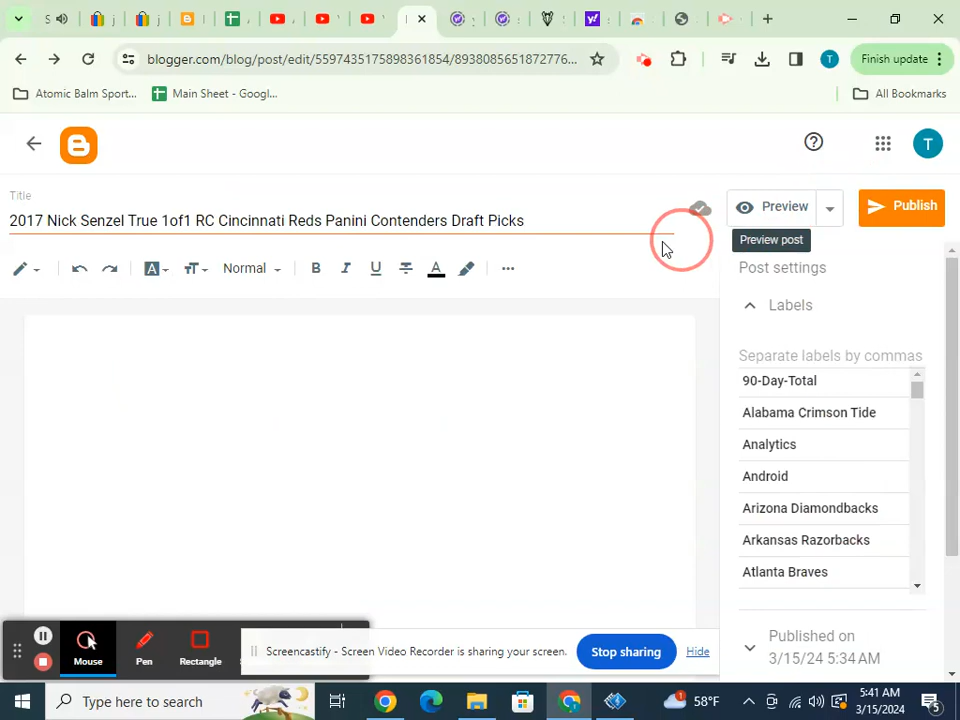 blogger.com/blog/post/edit/5597435175898361854/8938085651872776...
Finish update
Atomic Balm Sport...
Main Sheet - Googl...
All Bookmarks
T
Title
2017 Nick Senzel True 1of1 RC Cincinnati Reds Panini Contenders Draft Picks
Preview
Publish
Preview post
Normal
B I U A
Post settings
Labels
Separate labels by commas
90-Day-Total
Alabama Crimson Tide
Analytics
Android
Arizona Diamondbacks
Arkansas Razorbacks
Atlanta Braves
Published on
3/15/24 5:34 AM
Mouse
Pen
Rectangle
Screencastify - Screen Video Recorder is sharing your screen.
Stop sharing
Hide
Type here to search
58°F
5:41 AM
3/15/2024
5